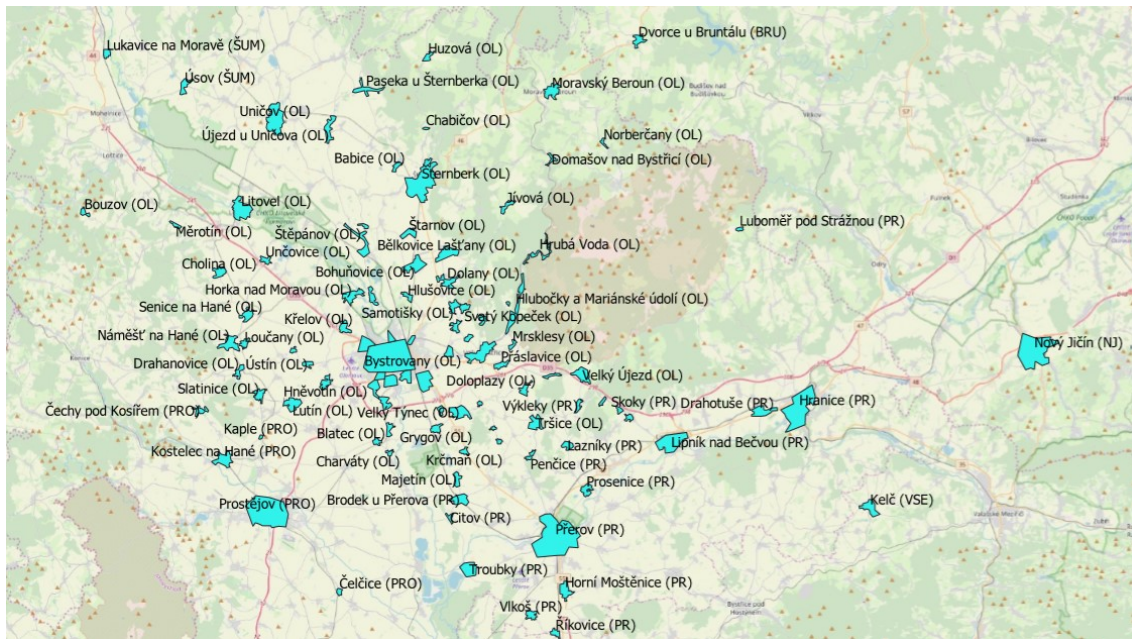 Dvorce u Bruntálu (BRU)
Lukavice na Moravě (ŠUM)
Huzová (OL)
Úsov (ŠUM)
Paseka u Šternberka (OL)
Moravský Beroun (OL)
Uničov (OL)
Chabičov (OL)
Újezd u Uničova (OL)
Norberčany (OL)
Babice (OL)
Domašov nad Bystřicí (OL)
Šternberk (OL)
Bouzov (OL)
Litovel (OL)
Jívová (OL)
Luboměř pod Strážnou (PR)
Měrotín (OL)
Štěpánov (OL)
Štarnov (OL)
Unčovice (OL)
Bělkovice Lašťany (OL)
Hrubá Voda (OL)
Cholina (OL)
Bohuňovice (OL)
Dolany (OL)
Horka nad Moravou (OL)
Hlušovice (OL)
Hlubočky a Mariánské údolí (OL)
Senice na Hané (OL)
Křelov (OL)
Samotišky (OL)
Svatý Kopeček (OL)
Náměšť na Hané (OL)
Loučany (OL)
Mrsklesy (OL)
Nový Jičín (NJ)
Drahanovice (OL)
Ústín (OL)
Bystrovany (OL)
Přáslavice (OL)
Velký Újezd (OL)
Slatinice (OL)
Hněvotín (OL)
Doloplazy (OL)
Čechy pod Kosířem (PRO)
Lutín (OL)
Velký Týnec (OL)
Výkleky (PR)
Skoky (PR)
Drahotuše (PR)
Hranice (PR)
Kaple (PRO)
Blatec (OL)
Grygov (OL)
Tršice (OL)
Kostelec na Hané (PRO)
Charváty (OL)
Krčmaň (OL)
Lazníky (PR)
Penčice (PR)
Lipník nad Bečvou (PR)
Majetín (OL)
Prosenice (PR)
Prostějov (PRO)
Brodek u Přerova (PR)
Citov (PR)
Přerov (PR)
Kelč (VSE)
Troubky (PR)
Čelčice (PRO)
Horní Moštěnice (PR)
Vlkoš (PR)
Říkovice (PR)